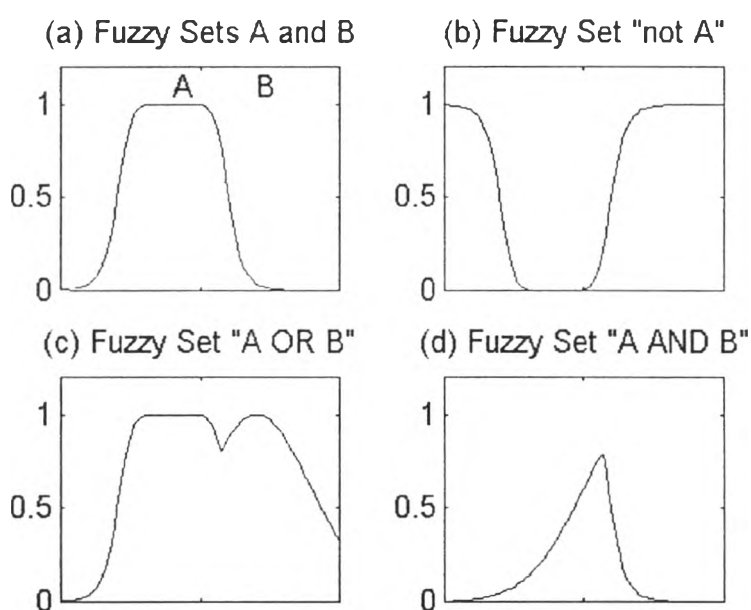 (a) Fuzzy Sets A and B
(b) Fuzzy Set "not A"
A B
1
0.5
0
1
0.5
0
(c) Fuzzy Set "A OR B"
(d) Fuzzy Set "A AND B"
1
0.5
0
1
0.5
0